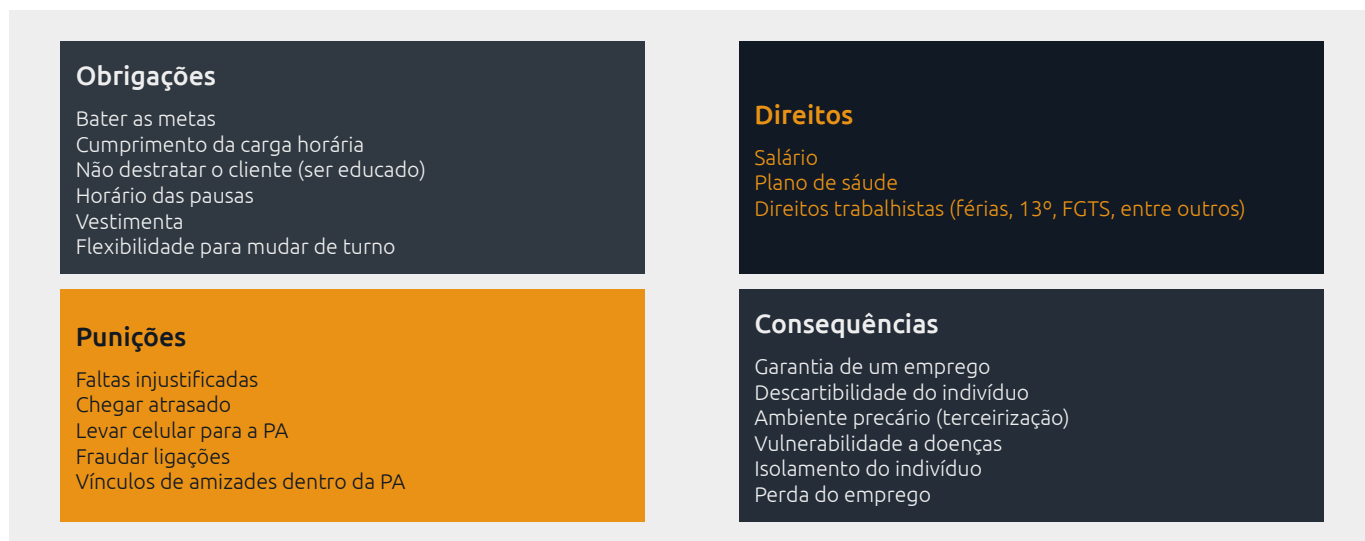 Obrigações
Bater as metas
Cumprimento da carga horária
Não destratar o cliente (ser educado)
Horário das pausas
Vestimenta
Flexibilidade para mudar de turno
Direitos
Salário
Plano de sáude
Direitos trabalhistas (férias, 13º, FGTS, entre outros)
Punições
Faltas injustificadas
Chegar atrasado
Levar celular para a PA
Fraudar ligações
Vínculos de amizades dentro da PA
Consequências
Garantia de um emprego
Descartibilidade do indivíduo
Ambiente precário (terceirização)
Vulnerabilidade a doenças
Isolamento do indivíduo
Perda do emprego